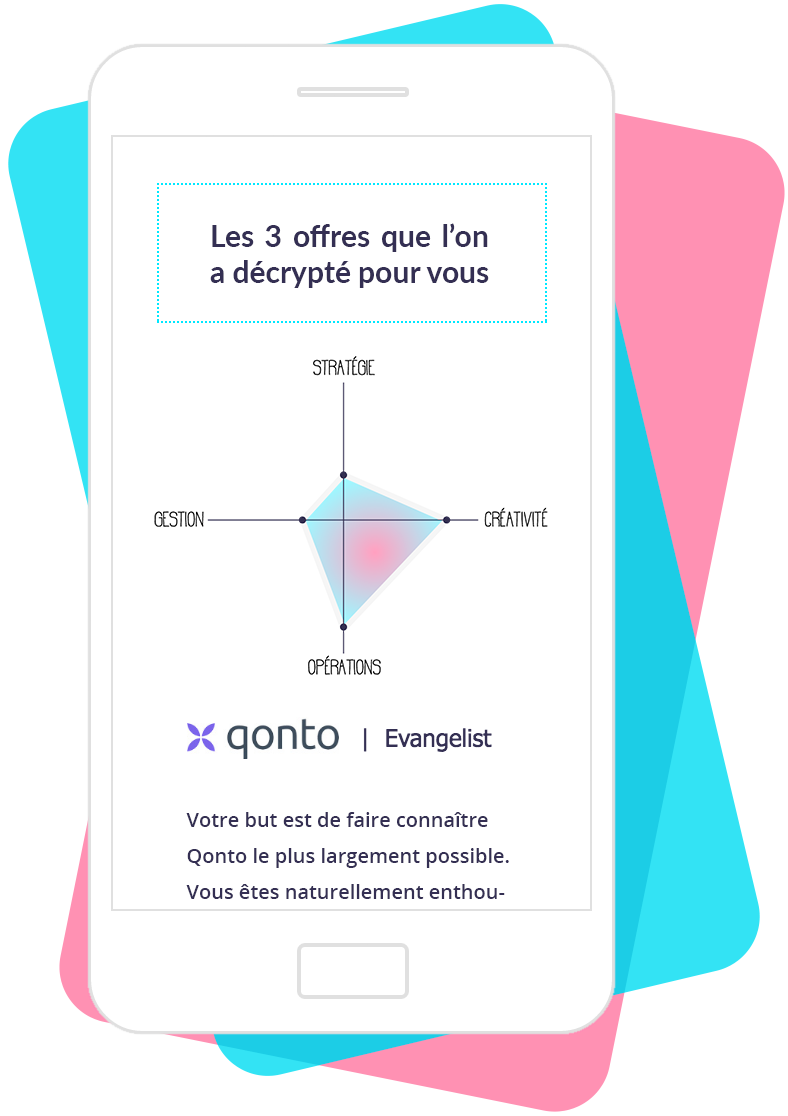 Les 3 offres que l’on
a décrypté pour vous
STRATÉGIE
GESTION
CRÉATIVITÉ
OPÉRATIONS
qonto | Evangelist
Votre but est de faire connaître
Qonto le plus largement possible.
Vous êtes naturellement enthou-